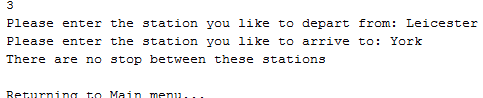 3
Please enter the station you like to depart from: Leicester
Please enter the station you like to arrive to: York
There are no stop between these stations
Returning to Main menu...